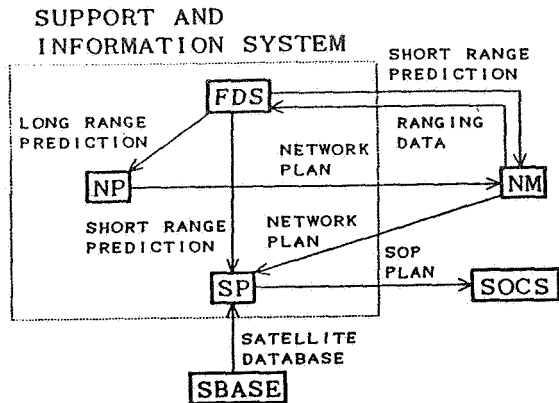 SUPPORT AND
INFORMATION SYSTEM
SHORT RANGE
PREDICTION
FDS
LONG RANGE
PREDICTION
RANGING
DATA
NETWORK
PLAN
NP
NM
SHORT RANGE
PREDICTION
NETWORK
PLAN
SOP
PLAN
SP
SOCS
SATELLITE
DATABASE
SBASE